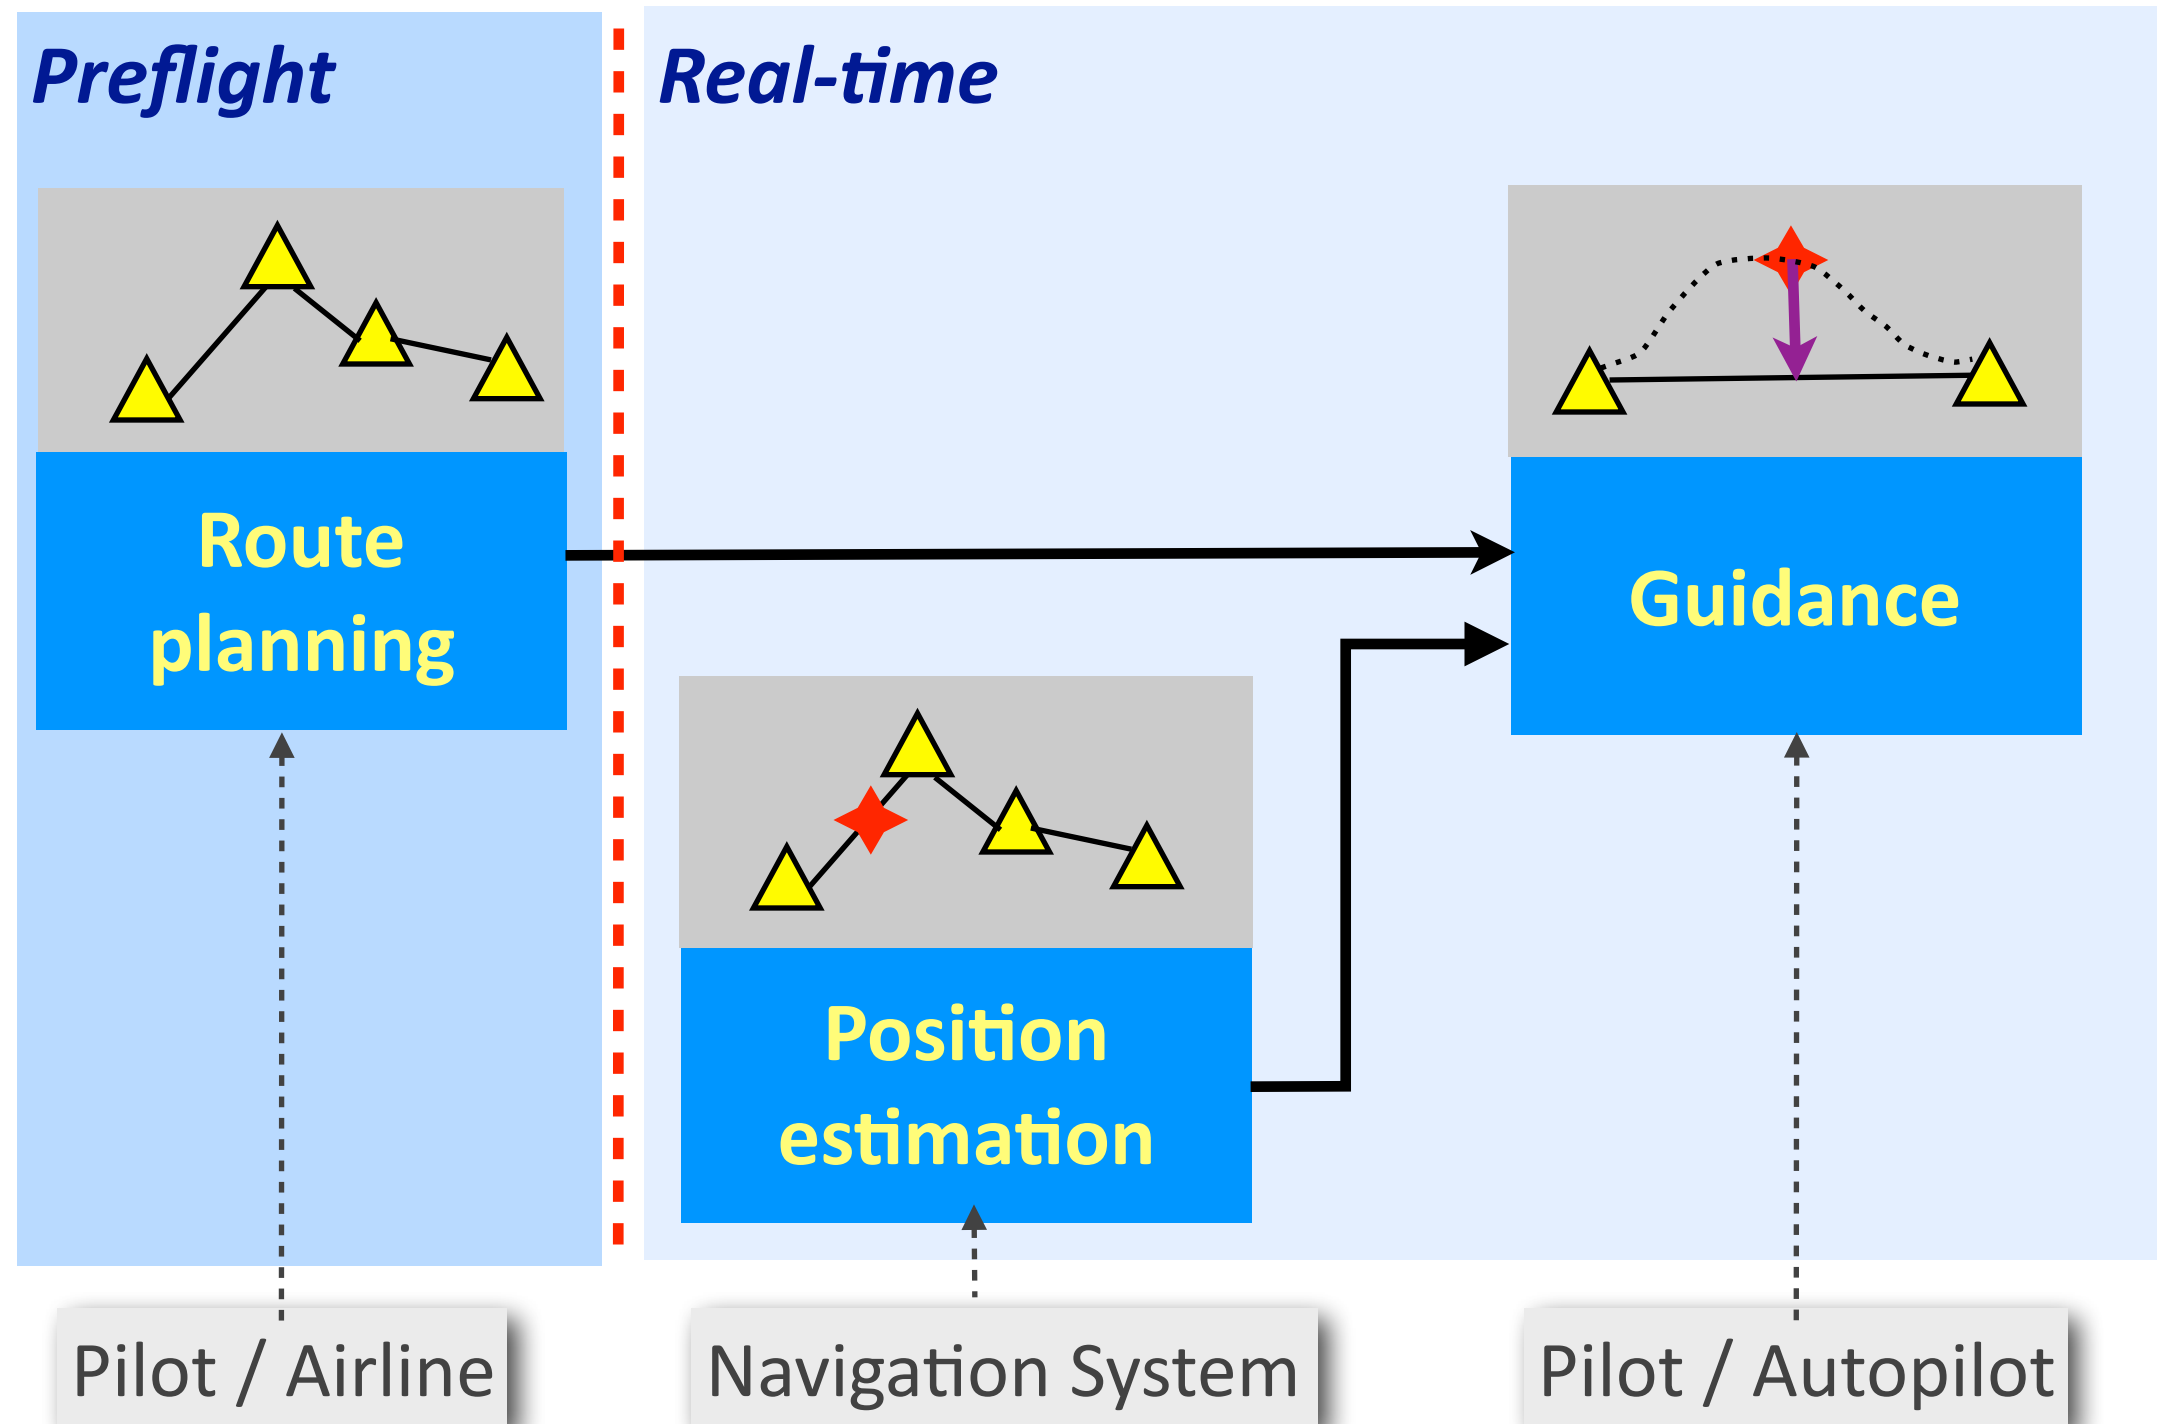 Preflight
Real-time
Route
planning
Guidance
Position
estimation
Pilot / Airline
Navigation System
Pilot / Autopilot